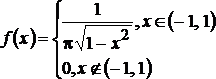 f(x)={ 1/(π√(1-x²)), x∈(-1,1)
0, x∉(-1,1)